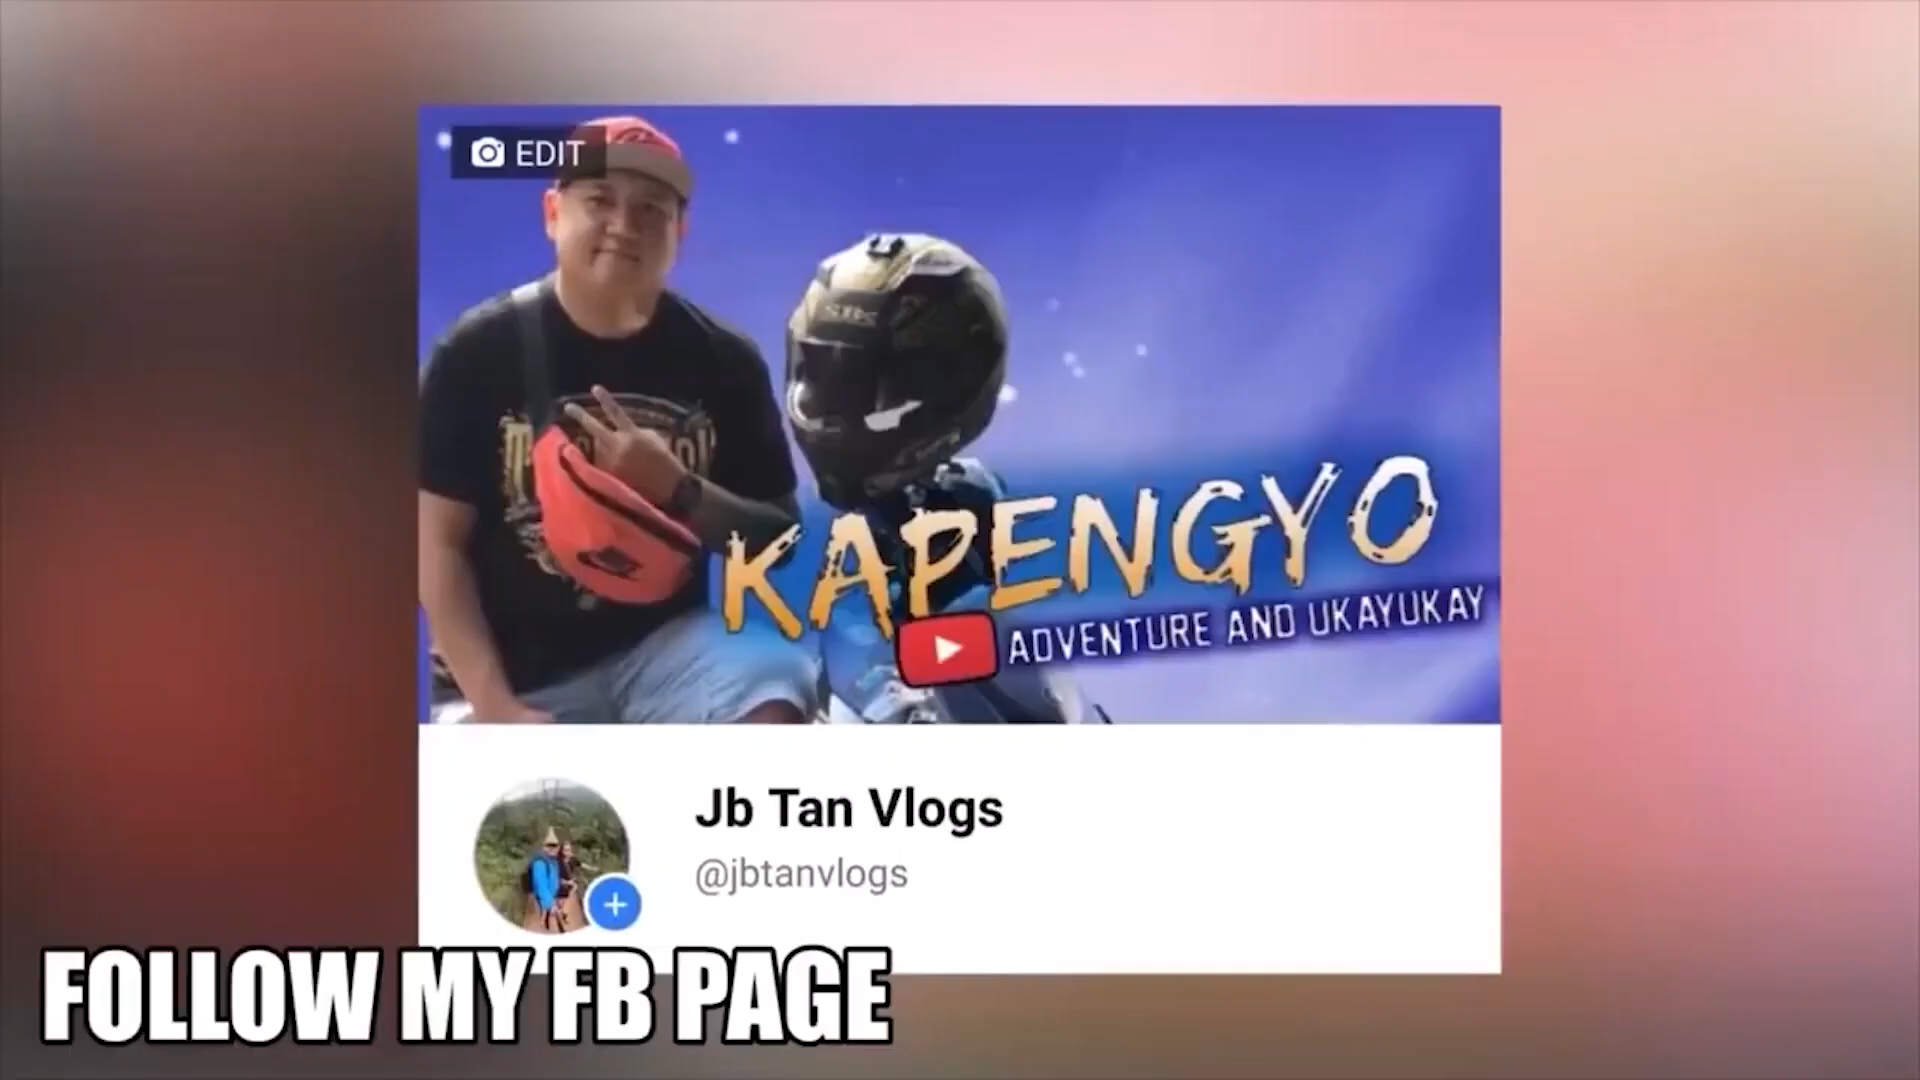 EDIT
KAPENGYO
ADVENTURE AND UKAYUKAY
Jb Tan Vlogs
@jbtanvlogs
FOLLOW MY FB PAGE